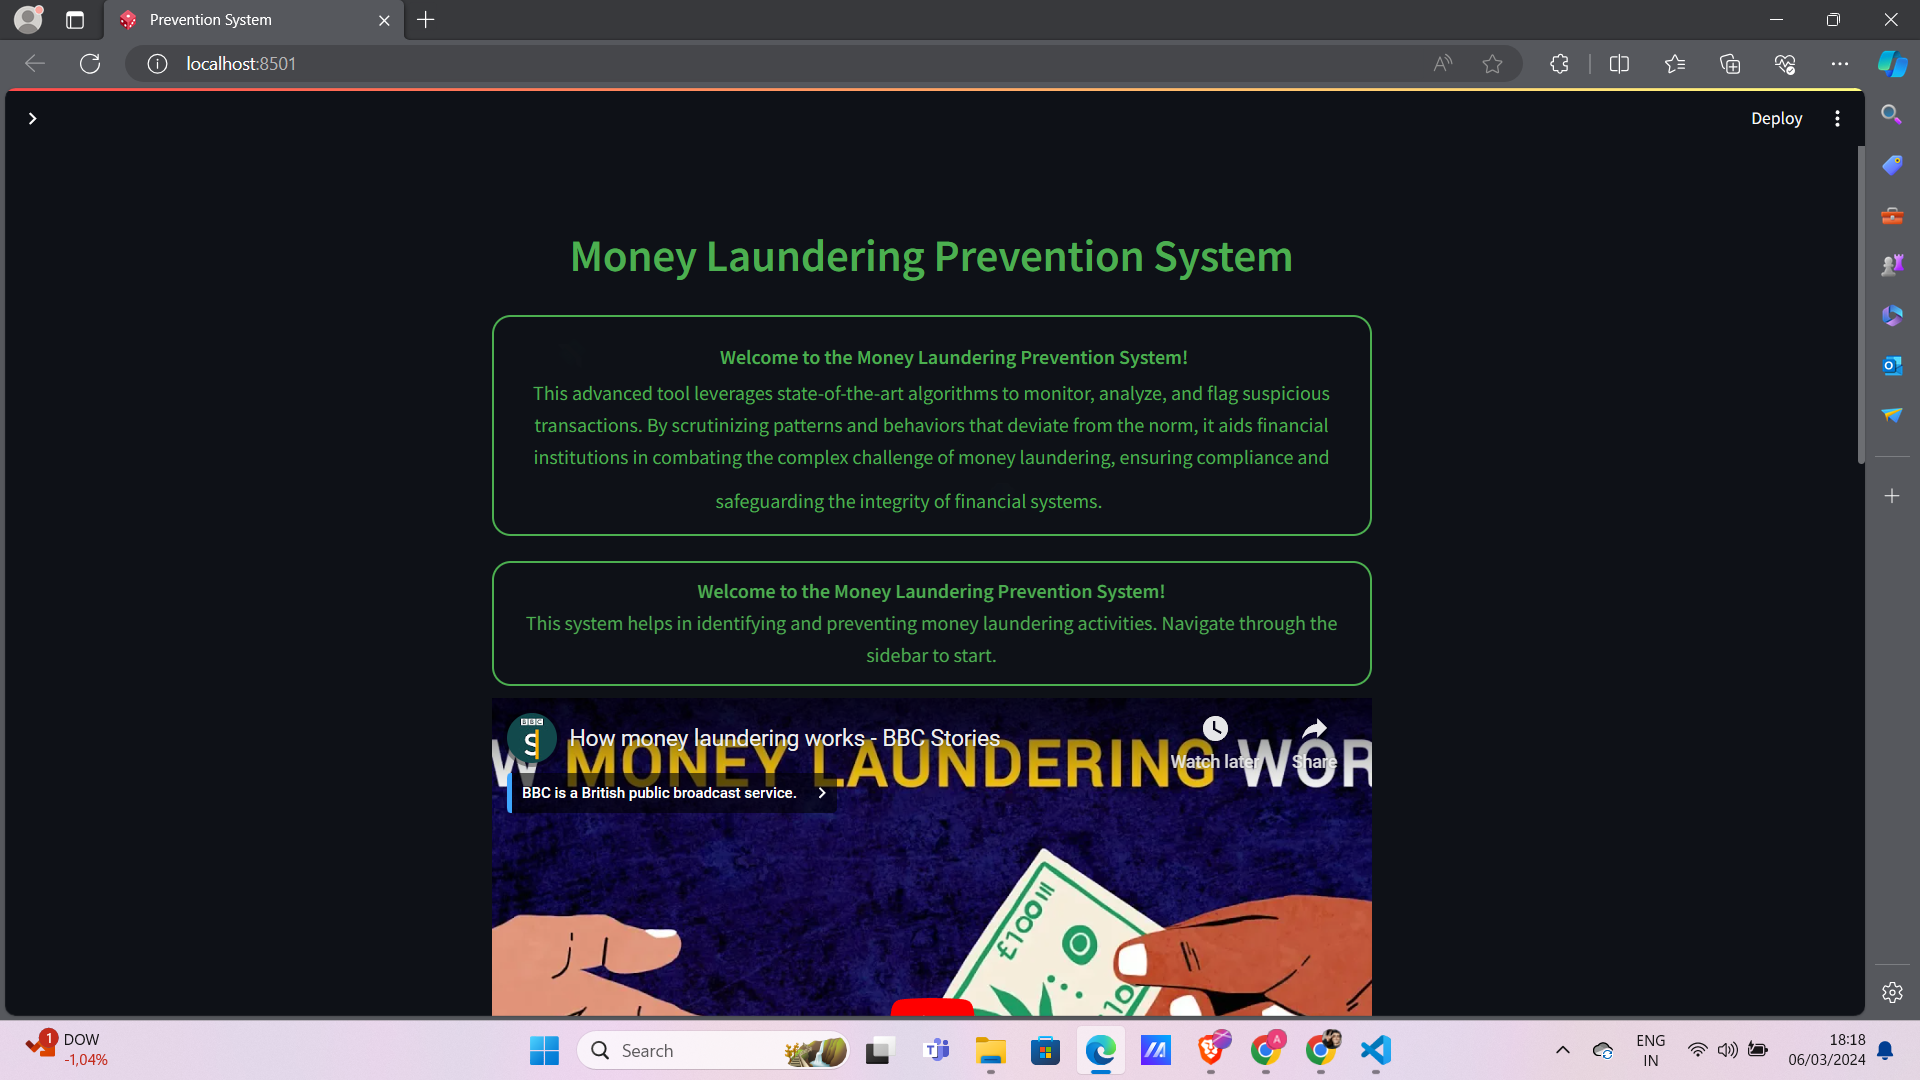 Prevention System
localhost:8501
Deploy
Money Laundering Prevention System
Welcome to the Money Laundering Prevention System!
This advanced tool leverages state-of-the-art algorithms to monitor, analyze, and flag suspicious
transactions. By scrutinizing patterns and behaviors that deviate from the norm, it aids financial
institutions in combating the complex challenge of money laundering, ensuring compliance and
safeguarding the integrity of financial systems.
Welcome to the Money Laundering Prevention System!
This system helps in identifying and preventing money laundering activities. Navigate through the
sidebar to start.
BBC
S
How money laundering works - BBC Stories
Watch later
Share
W MONEY LAUNDERING WOR
BBC is a British public broadcast service.
£100
£10
1
DOW
-1,04%
Search
A
ENG
IN
18:18
06/03/2024